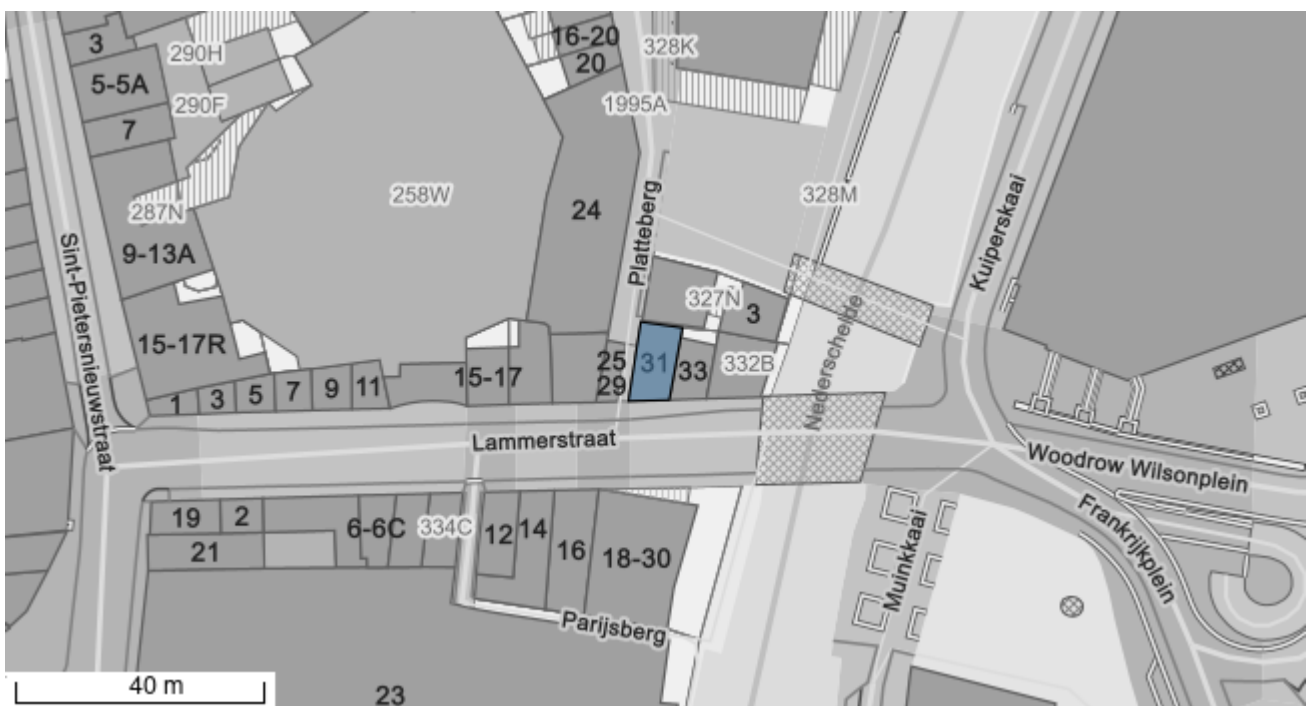 3
290H
16-20
328K
20
5-5A
290F
1995A
7
258W
328M
287N
24
9-13A
Sint-Pietersnieuwstraat
Platteberg
Kuiperskaai
327N
3
15-17R
Nederschelde
25
29
31
33
332B
1
3
5
7
9
11
15-17
Lammerstraat
Woodrow Wilsonplein
Frankrijkplein
19
2
6-6C
334C
12
14
16
18-30
21
Muinkkaai
Parijsberg
40 m
23